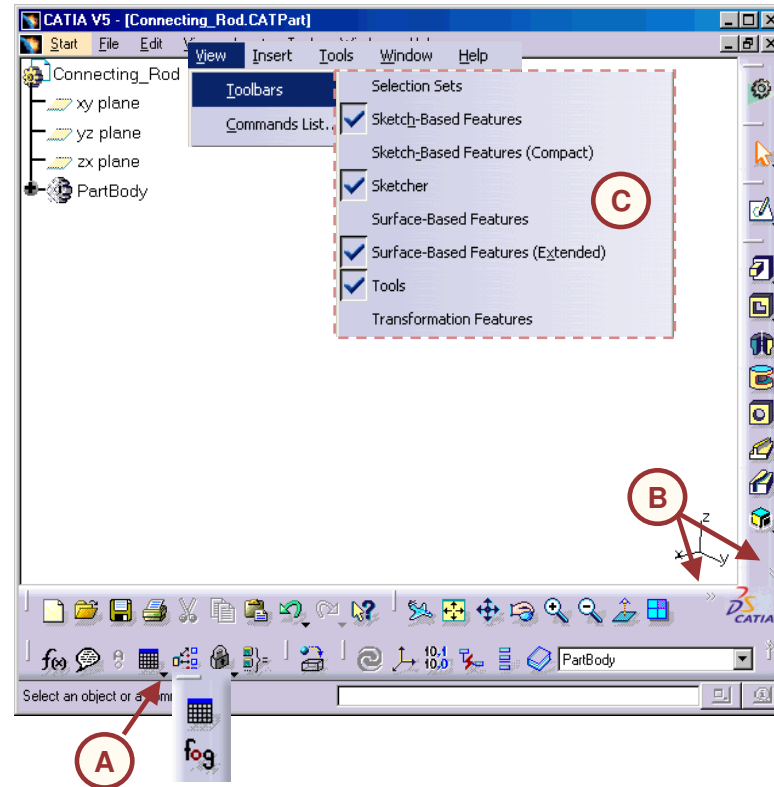 CATIA V5 - [Connecting_Rod.CATPart]
Start File Edit
View Insert Tools Window Help
Connecting_Rod
xy plane
yz plane
zx plane
PartBody
Toolbars
Commands List..
Selection Sets
Sketch-Based Features
Sketch-Based Features (Compact)
Sketcher
Surface-Based Features
Surface-Based Features (Extended)
Tools
Transformation Features
C
B
z
x
y
CATIA
f(x)
10,1
10,0
PartBody
Select an object or a
fog
A